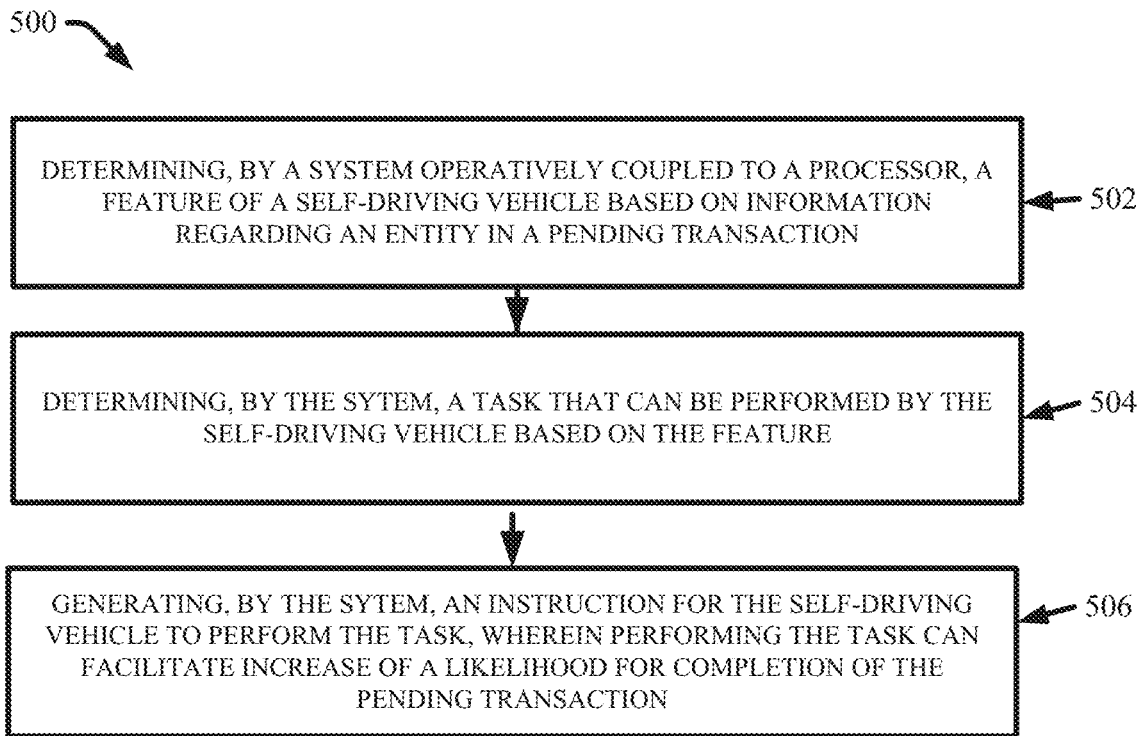 500
DETERMINING, BY A SYSTEM OPERATIVELY COUPLED TO A PROCESSOR, A
FEATURE OF A SELF-DRIVING VEHICLE BASED ON INFORMATION
REGARDING AN ENTITY IN A PENDING TRANSACTION
502
DETERMINING, BY THE SYTEM, A TASK THAT CAN BE PERFORMED BY THE
SELF-DRIVING VEHICLE BASED ON THE FEATURE
504
GENERATING, BY THE SYTEM, AN INSTRUCTION FOR THE SELF-DRIVING
VEHICLE TO PERFORM THE TASK, WHEREIN PERFORMING THE TASK CAN
FACILITATE INCREASE OF A LIKELIHOOD FOR COMPLETION OF THE
PENDING TRANSACTION
506